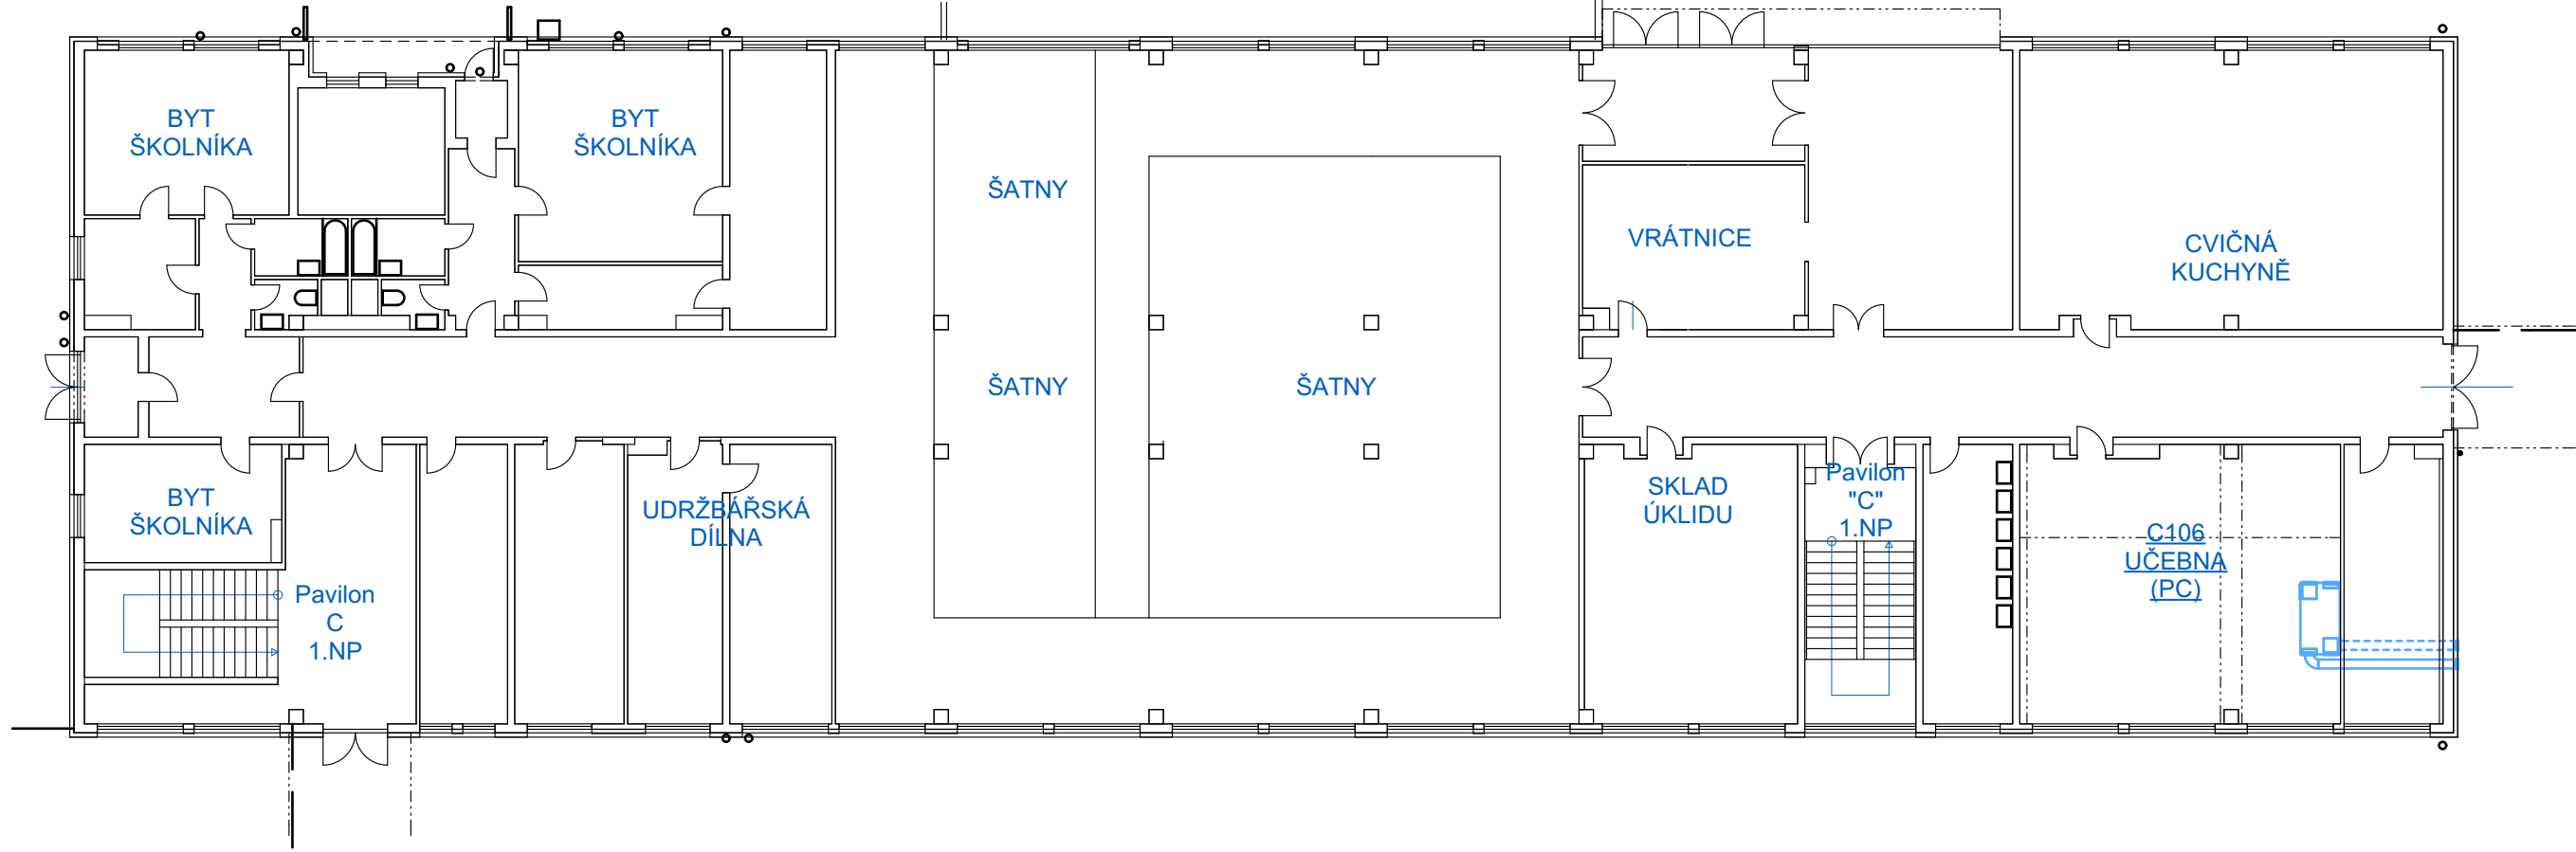 BYT
ŠKOLNÍKA
BYT
ŠKOLNÍKA
ŠATNY
VRÁTNICE
CVIČNÁ
KUCHYNĚ
ŠATNY
ŠATNY
BYT
ŠKOLNÍKA
UDRŽBÁŘSKÁ
DÍLNA
SKLAD
ÚKLIDU
Pavilon
"C"
1.NP
C106
UČEBNA
(PC)
Pavilon
C
1.NP